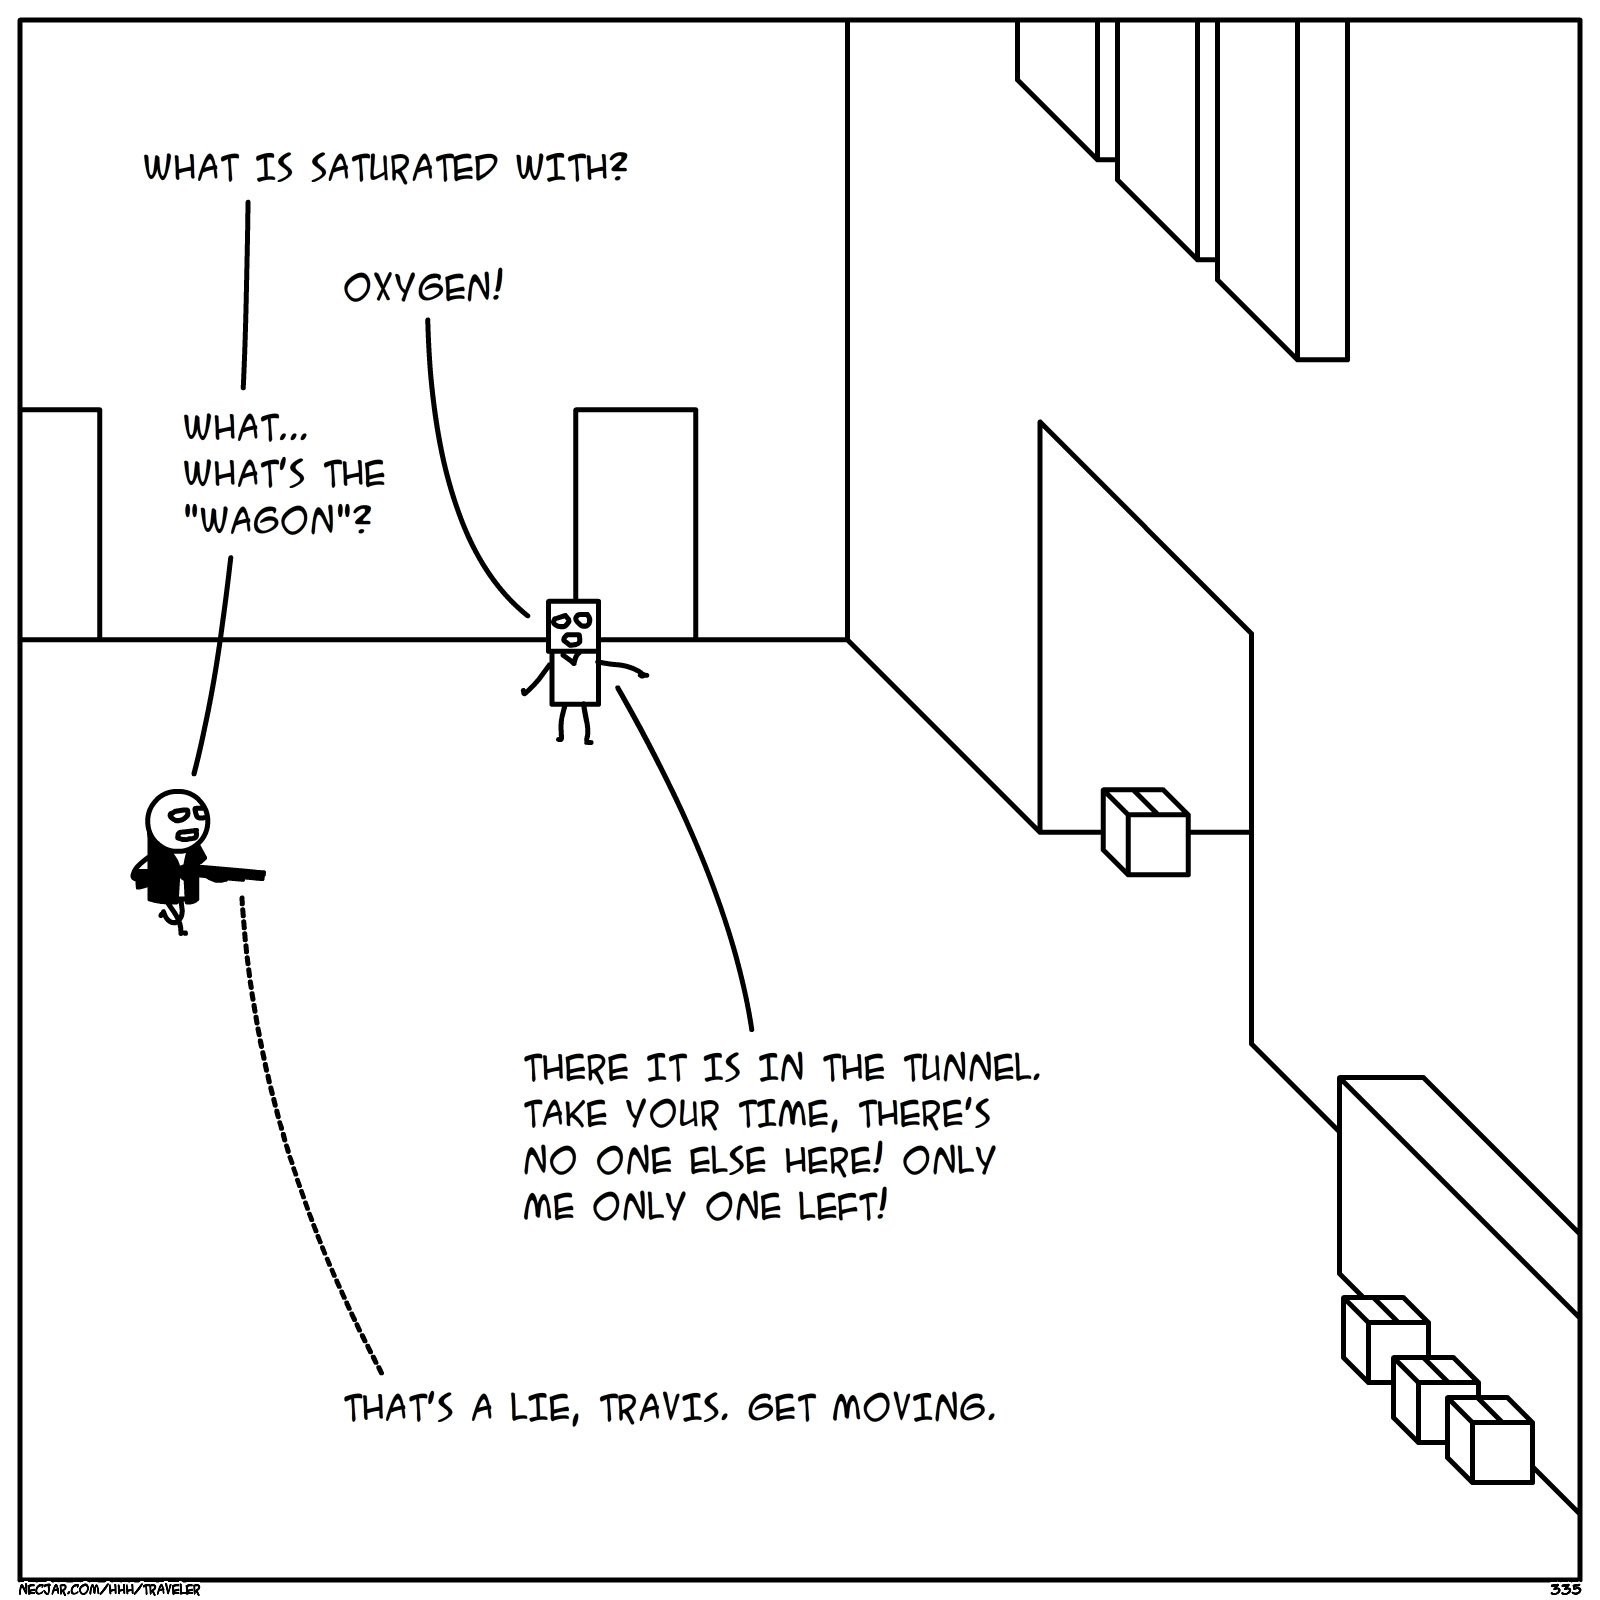 WHAT IS SATURATED WITH?
OXYGEN!
WHAT...
WHAT'S THE
"WAGON"?
THERE IT IS IN THE TUNNEL.
TAKE YOUR TIME, THERE'S
NO ONE ELSE HERE! ONLY
ME ONLY ONE LEFT!
THAT'S A LIE, TRAVIS. GET MOVING.
NECJAR.COM/HHH/TRAVELER
335